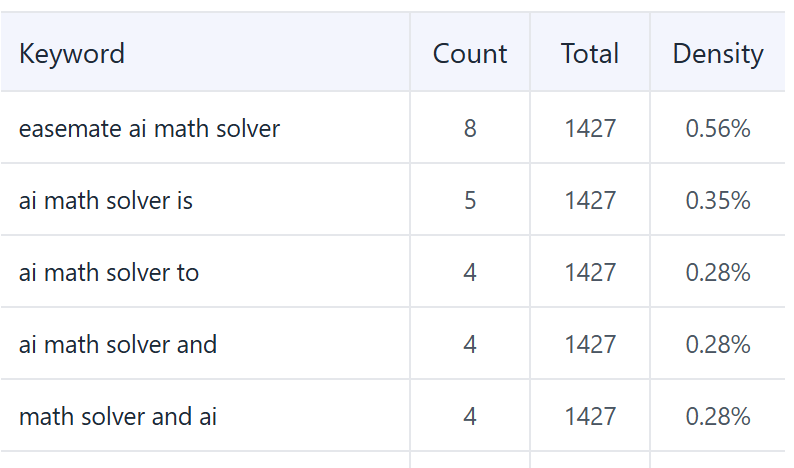 Keyword Count Total Density
easemate ai math solver 8 1427 0.56%
ai math solver is 5 1427 0.35%
ai math solver to 4 1427 0.28%
ai math solver and 4 1427 0.28%
math solver and ai 4 1427 0.28%